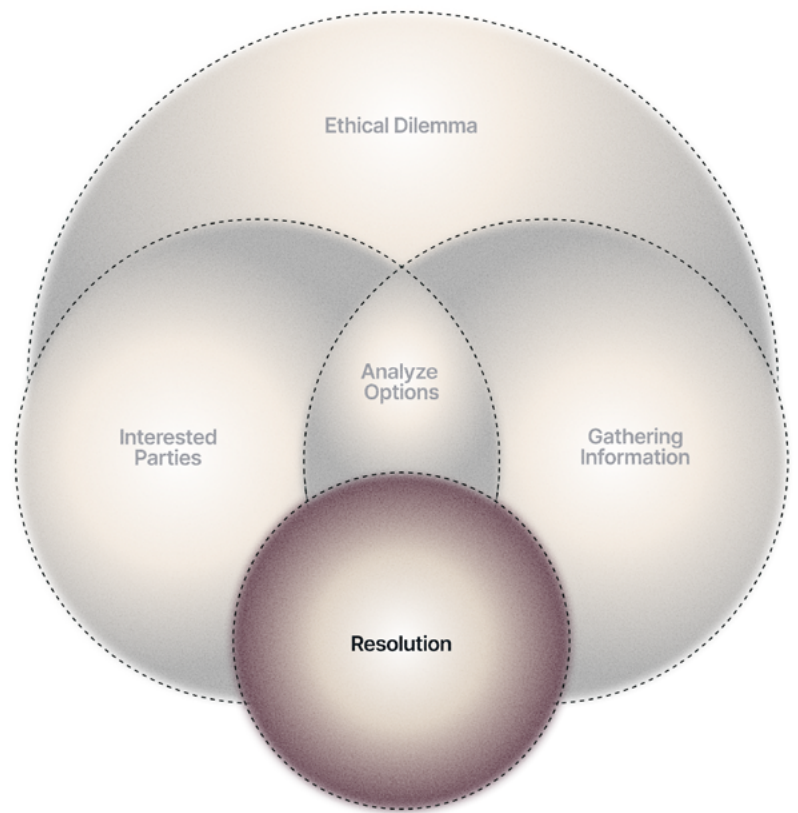 Ethical Dilemma
Analyze
Options
Interested
Parties
Gathering
Information
Resolution